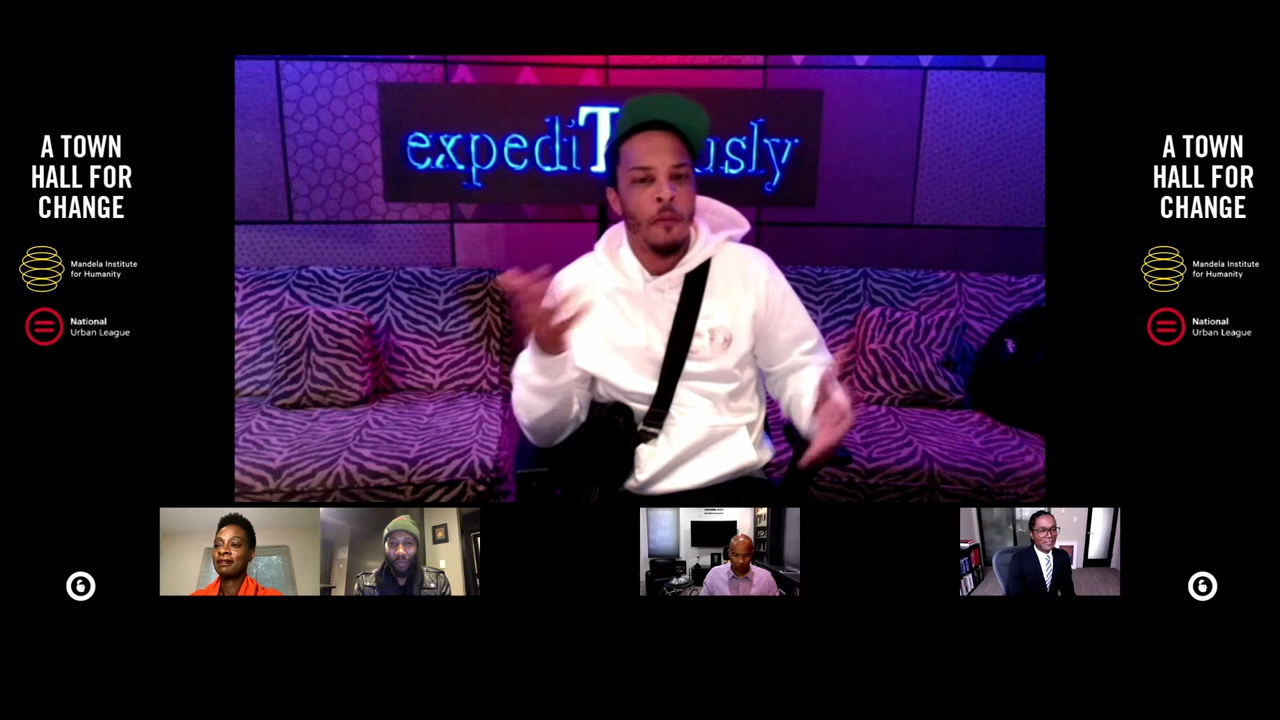 A TOWN
HALL FOR
CHANGE
Mandela Institute
for Humanity
National
Urban League
expediT usly
A TOWN
HALL FOR
CHANGE
Mandela Institute
for Humanity
National
Urban League